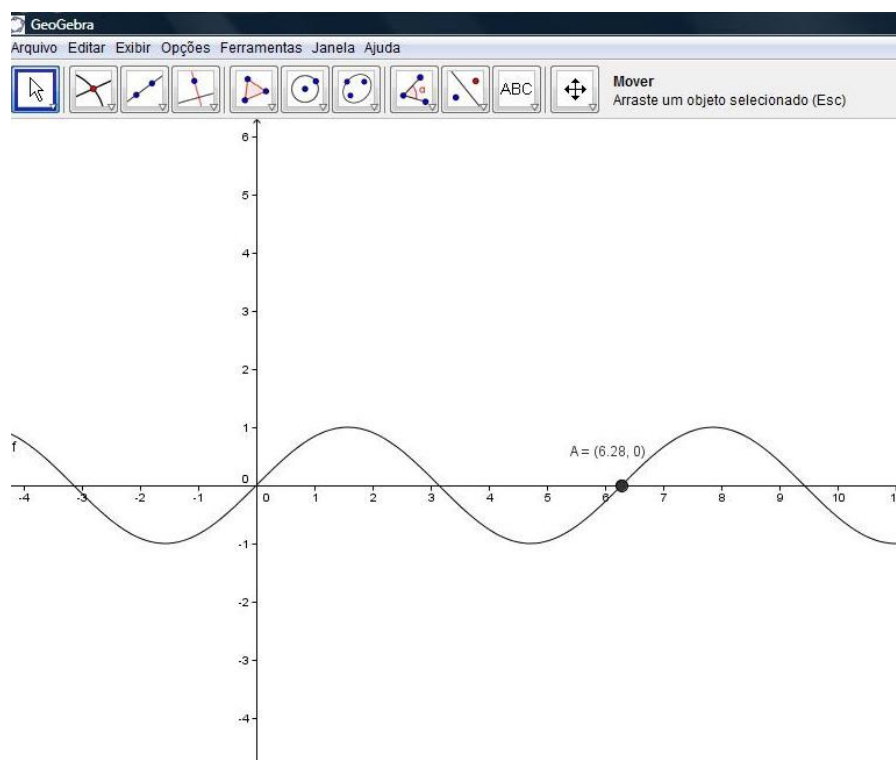 GeoGebra
Arquivo Editar Exibir Opções Ferramentas Janela Ajuda
ABC
α
Mover
Arraste um objeto selecionado (Esc)
6
5
4
3
2
1
0
-1
-2
-3
-4
f
A = (6.28, 0)
-4 -3 -2 -1 0 1 2 3 4 5 6 7 8 9 10